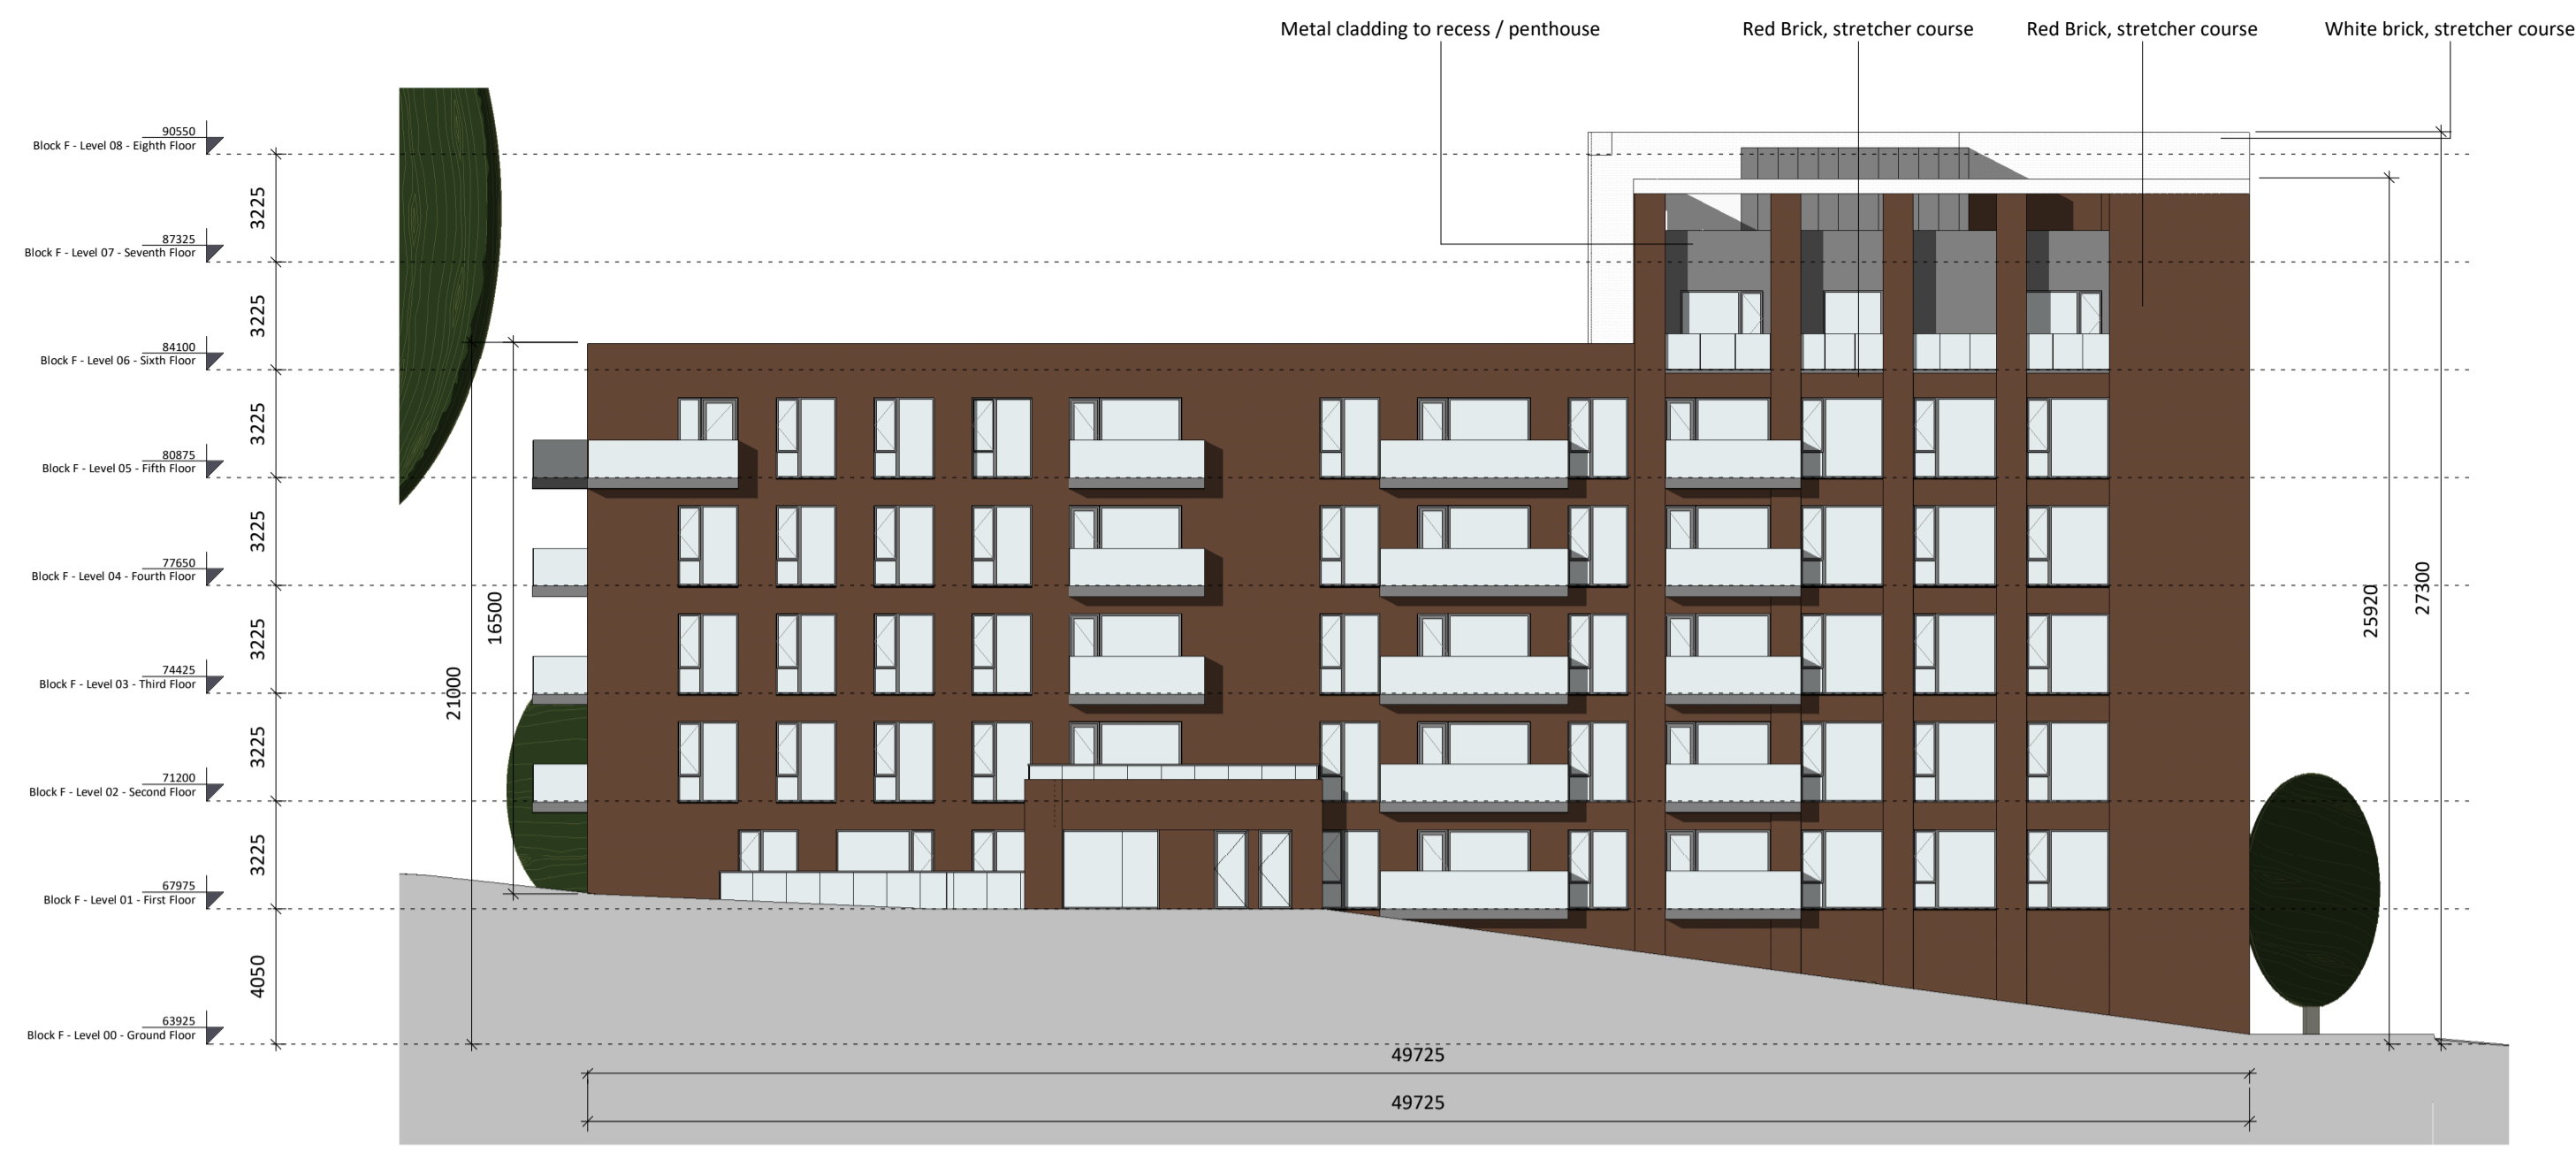 Metal cladding to recess / penthouse
Red Brick, stretcher course
Red Brick, stretcher course
White brick, stretcher course
90550
Block F - Level 08 - Eighth Floor
3225
87325
Block F - Level 07 - Seventh Floor
3225
84100
Block F - Level 06 - Sixth Floor
3225
80875
Block F - Level 05 - Fifth Floor
3225
77650
Block F - Level 04 - Fourth Floor
3225
74425
Block F - Level 03 - Third Floor
3225
71200
Block F - Level 02 - Second Floor
3225
67975
Block F - Level 01 - First Floor
4050
63925
Block F - Level 00 - Ground Floor
21000
16500
25920
27300
49725
49725